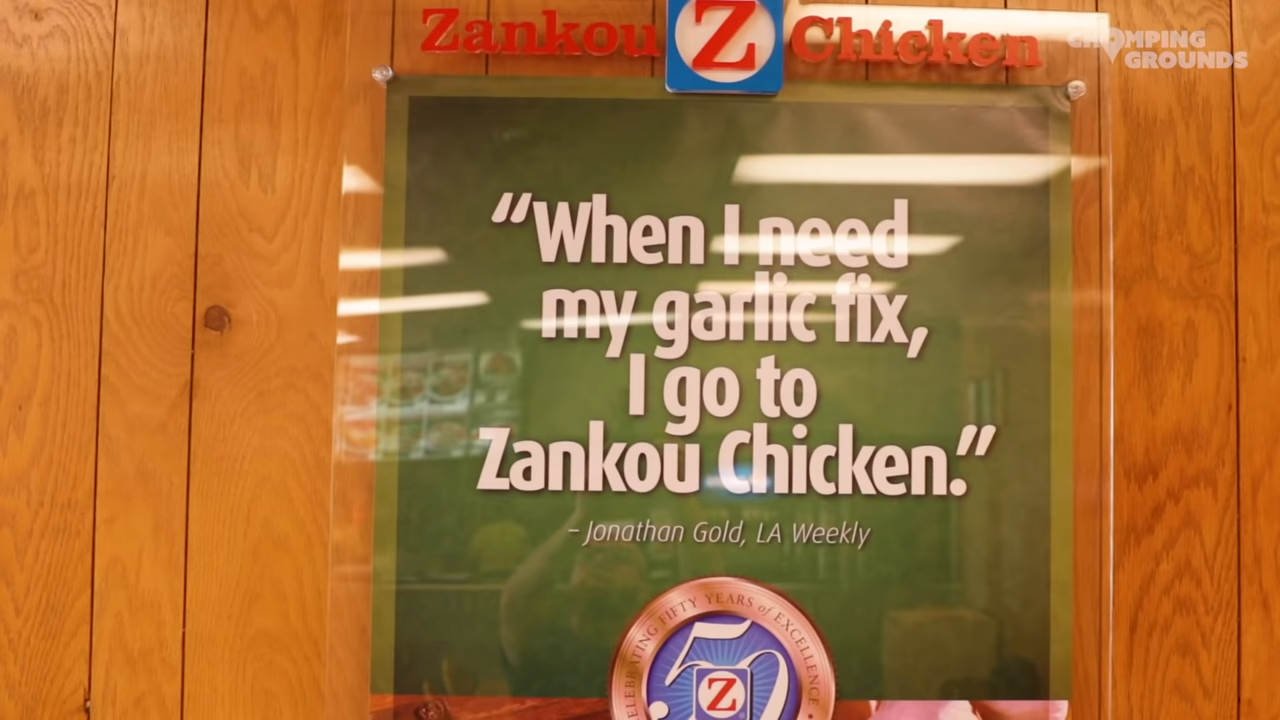 Zankou Z Chicken
CHOMPING
GROUNDS
“When I need
my garlic fix,
I go to
Zankou Chicken.”
– Jonathan Gold, LA Weekly
CELEBRATING FIFTY YEARS of EXCELLENCE
50
Z